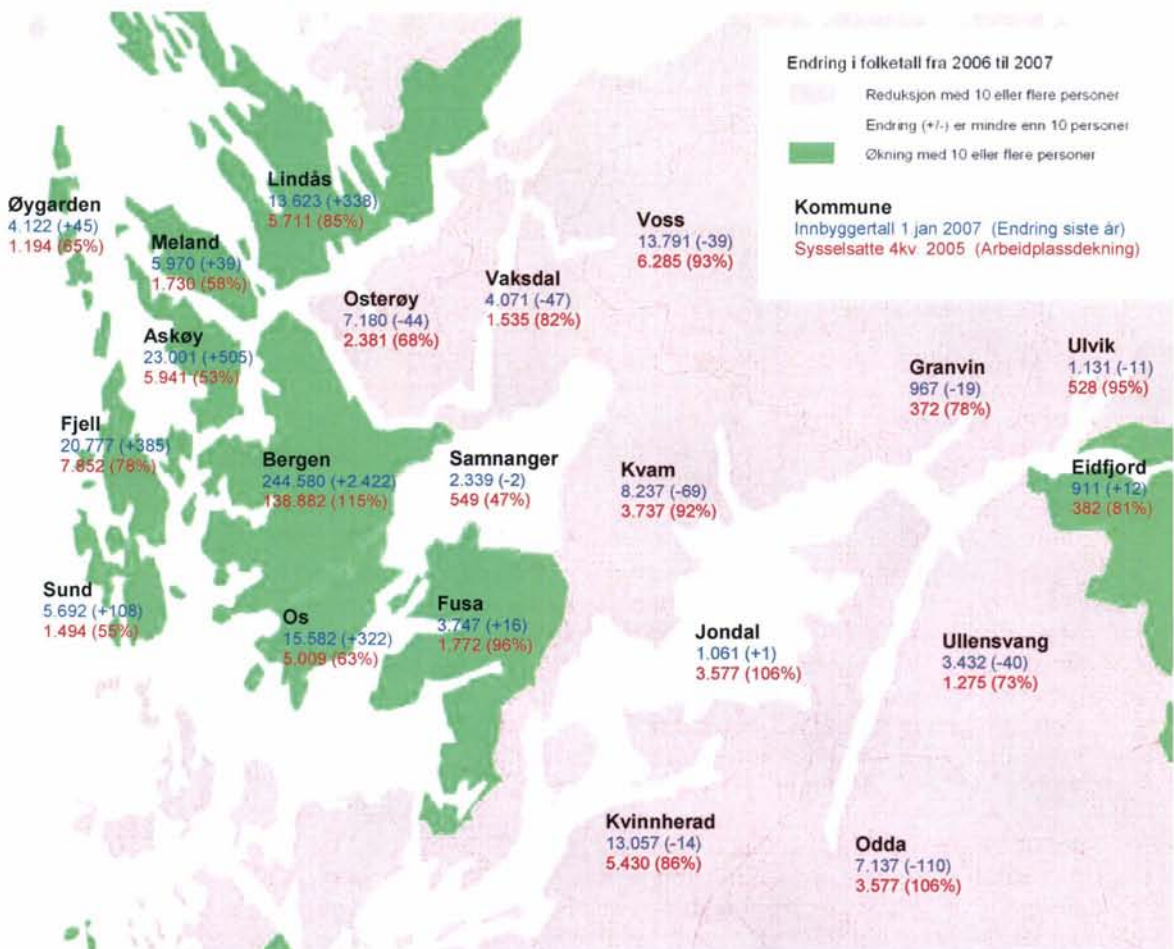 Endring i folketall fra 2006 til 2007
Reduksjon med 10 eller flere personer
Endring (+/-) er mindre enn 10 personer
Økning med 10 eller flere personer
Kommune
Innbyggertall 1 jan 2007 (Endring siste år)
Sysselsatte 4kv. 2005 (Arbeidplassdekning)
Lindås
13.623 (+338)
5.711 (85%)
Øygarden
4.122 (+45)
1.194 (65%)
Meland
5.970 (+39)
1.730 (58%)
Voss
13.791 (-39)
6.285 (93%)
Vaksdal
4.071 (-47)
1.535 (82%)
Osterøy
7.180 (-44)
2.381 (68%)
Askøy
23.001 (+505)
5.941 (53%)
Ulvik
1.131 (-11)
528 (95%)
Granvin
967 (-19)
372 (78%)
Fjell
20.777 (+385)
7.852 (78%)
Bergen
244.580 (+2.422)
138.882 (115%)
Samnanger
2.339 (-2)
549 (47%)
Kvam
8.237 (-69)
3.737 (92%)
Eidfjord
911 (+12)
382 (81%)
Sund
5.692 (+108)
1.494 (55%)
Os
15.582 (+322)
5.009 (63%)
Fusa
3.747 (+16)
1.772 (96%)
Jondal
1.061 (+1)
3.577 (106%)
Ullensvang
3.432 (-40)
1.275 (73%)
Kvinnherad
13.057 (-14)
5.430 (86%)
Odda
7.137 (-110)
3.577 (106%)